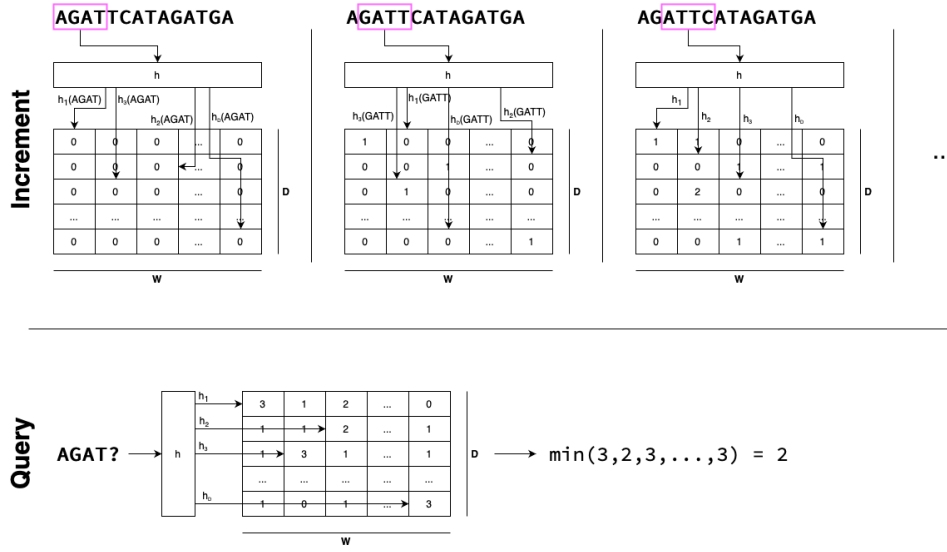 AGATTCATAGATGA AGATTCATAGATGA AGATTCATAGATGA
h h h
h₁(AGAT) h₃(AGAT) h₂(AGAT) h₀(AGAT) h₃(GATT) h₁(GATT) h₀(GATT) h₂(GATT) h₁ h₂ h₃ h₀
Increment
0 0 0 ... 0 1 0 0 ... 0 1 1 0 ... 0
0 0 0 ... 0 0 0 1 ... 0 0 0 1 ... 1
0 0 0 ... 0 D 0 1 0 ... 0 D 0 2 0 ... 0 D
... ... ... ... ... ... ... ... ... ... ... ... ... ... ...
0 0 0 ... 0 0 0 0 ... 1 0 0 1 ... 1
W W W
...
Query
AGAT?
h
h₁ 3 1 2 ... 0
h₂ 1 1 2 ... 1
h₃ 1 3 1 ... 1 D
... ... ... ... ...
h₀ 1 0 1 ... 3
W
min(3,2,3,...,3) = 2